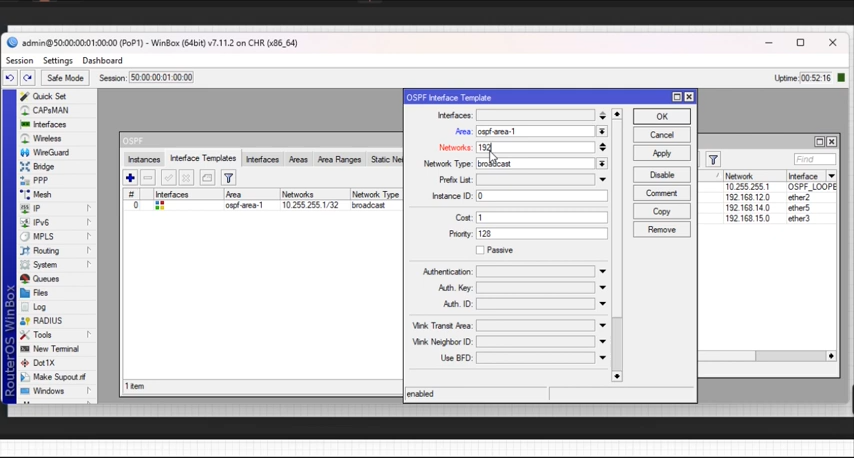 admin@50:00:00:01:00:00 (PoP1) - WinBox (64bit) v7.11.2 on CHR (x86_64)
Session Settings Dashboard
Safe Mode Session: 50:00:00:01:00:00 Uptime: 00:52:16
RouterOS WinBox
Quick Set
CAPsMAN
Interfaces
Wireless
WireGuard
Bridge
PPP
Mesh
IP
IPv6
MPLS
Routing
System
Queues
Files
Log
RADIUS
Tools
New Terminal
Dot1X
Make Supout.rif
Windows
OSPF
Instances Interface Templates Interfaces Areas Area Ranges Static Nei
# Interfaces Area Networks Network Type
0 ospf-area-1 10.255.255.1/32 broadcast
1 item
OSPF Interface Template
Interfaces:
Area: ospf-area-1
Networks: 192
Network Type: broadcast
Prefix List:
Instance ID: 0
Cost: 1
Priority: 128
Passive
Authentication:
Auth. Key:
Auth. ID:
Vlink Transit Area:
Vlink Neighbor ID:
Use BFD:
enabled
OK
Cancel
Apply
Disable
Comment
Copy
Remove
Find
Network Interface
10.255.255.1 OSPF_LOOPE
192.168.12.0 ether2
192.168.14.0 ether5
192.168.15.0 ether3